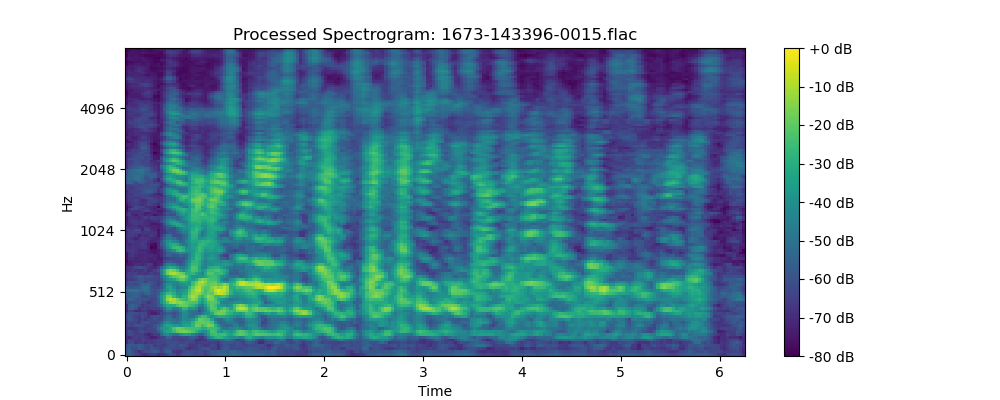 Processed Spectrogram: 1673-143396-0015.flac
Hz
4096
2048
1024
512
0
0 1 2 3 4 5 6
Time
+0 dB
-10 dB
-20 dB
-30 dB
-40 dB
-50 dB
-60 dB
-70 dB
-80 dB